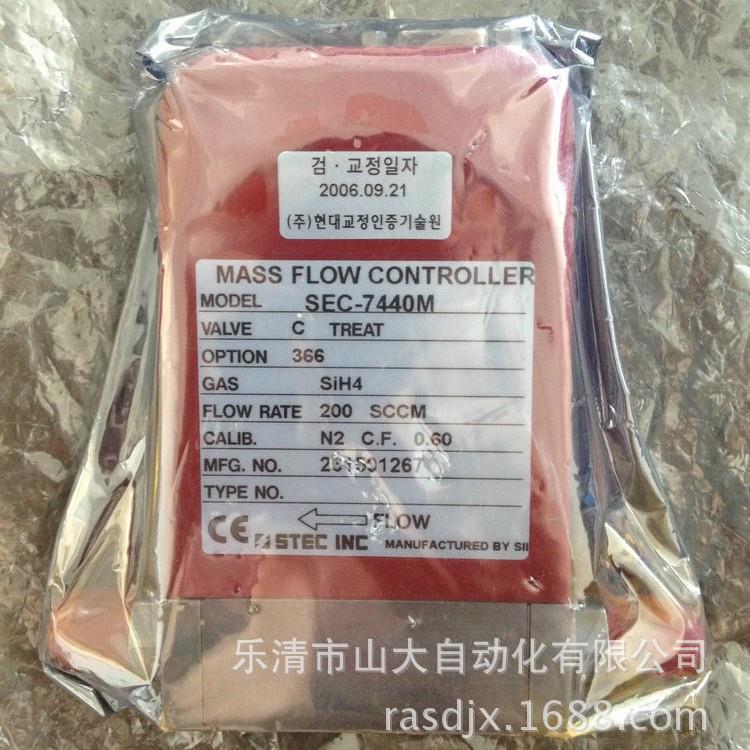 검·교정일자
2006.09.21
(주)현대교정인증기술원
MASS FLOW CONTROLLER
MODEL SEC-7440M
VALVE C TREAT
OPTION 366
GAS SiH4
FLOW RATE 200 SCCM
CALIB. N2 C.F. 0.60
MFG. NO.
TYPE NO.
CE FLOW
STEC INC MANUFACTURED BY SII
乐清市山大自动化有限公司
rasdjx.1688.com